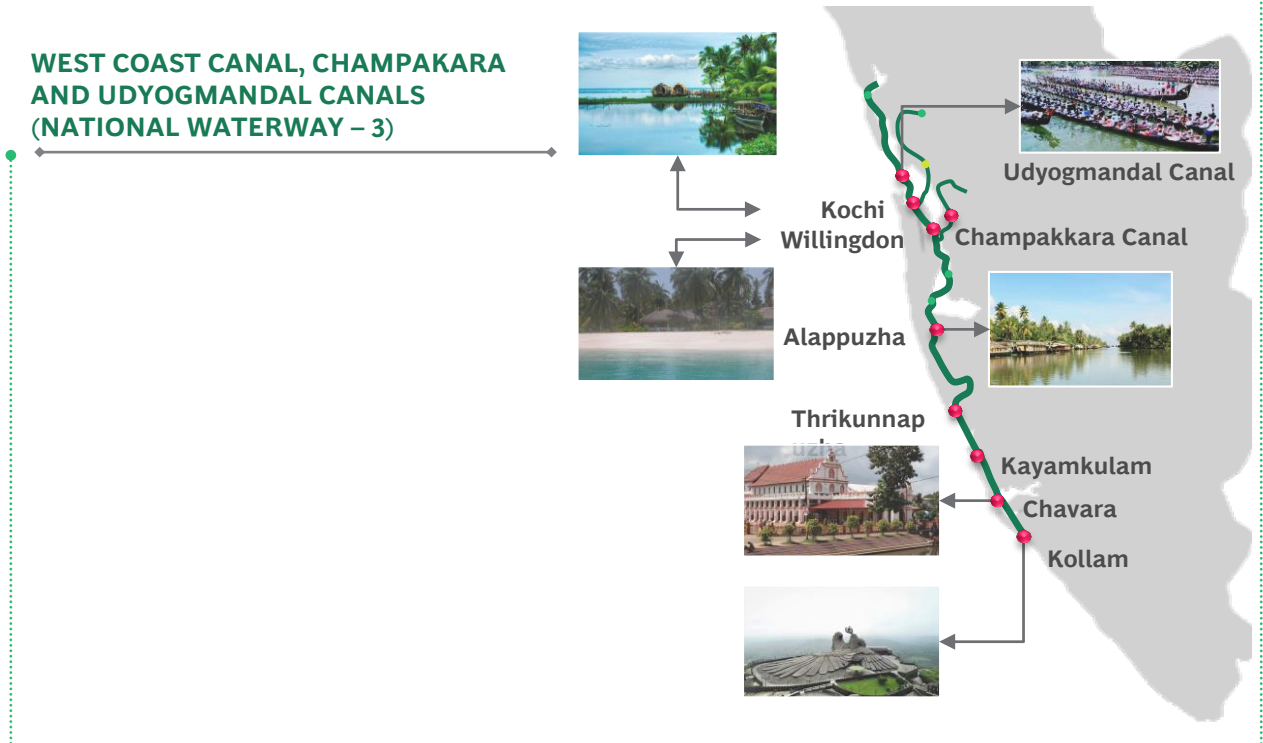 WEST COAST CANAL, CHAMPAKARA
AND UDYOGMANDAL CANALS
(NATIONAL WATERWAY – 3)
Udyogmandal Canal
Kochi
Willingdon
Champakkara Canal
Alappuzha
Thrikunnap
uzha
Kayamkulam
Chavara
Kollam